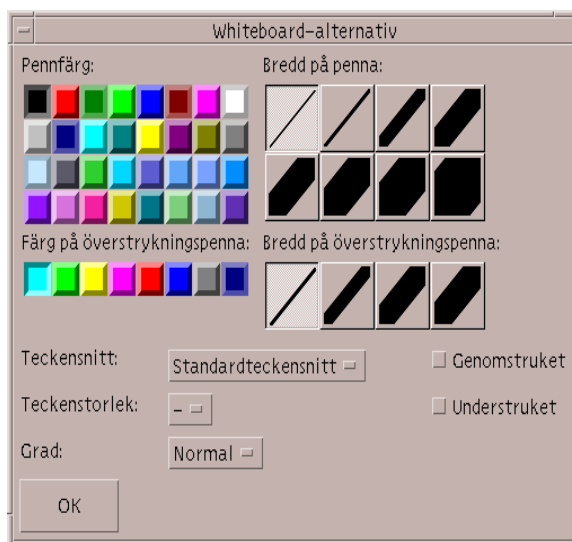 Whiteboard-alternativ
Pennfärg:
Bredd på penna:
Färg på överstrykningspenna:
Bredd på överstrykningspenna:
Teckensnitt:
Standardteckensnitt
Genomstruket
Teckenstorlek:
-
Understruket
Grad:
Normal
OK